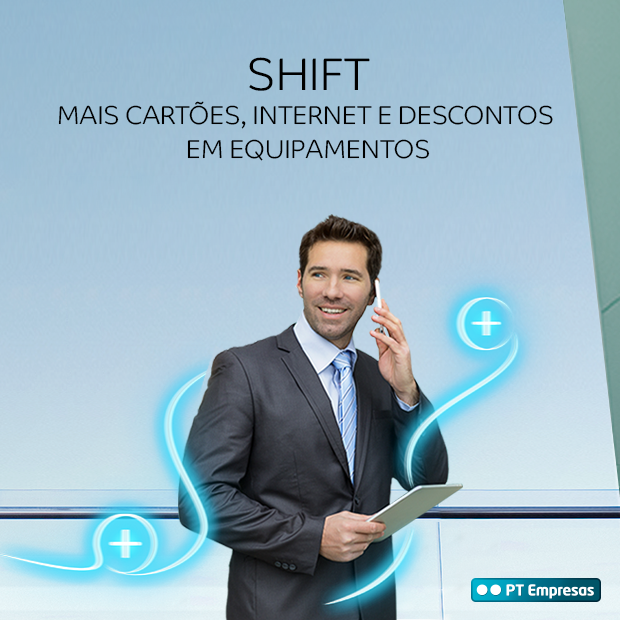 SHIFT
MAIS CARTÕES, INTERNET E DESCONTOS
EM EQUIPAMENTOS
PT Empresas